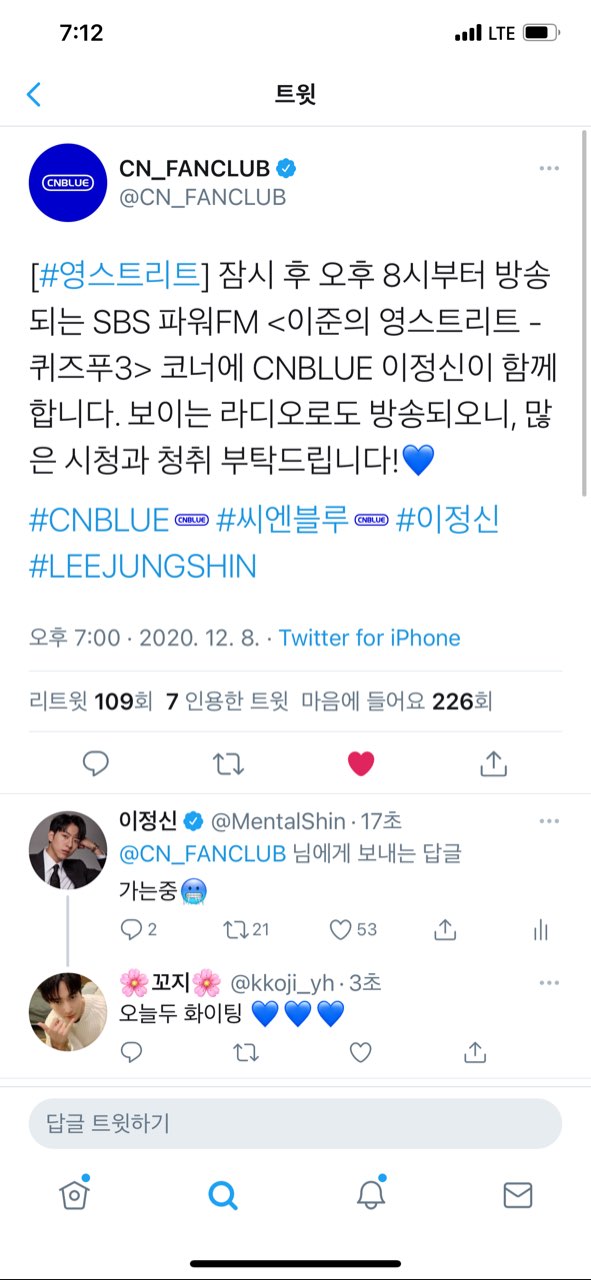 7:12
LTE
트윗
CNBLUE
CN_FANCLUB
@CN_FANCLUB
[#영스트리트] 잠시 후 오후 8시부터 방송
되는 SBS 파워FM <이준의 영스트리트 -
퀴즈푸3> 코너에 CNBLUE 이정신이 함께
합니다. 보이는 라디오로도 방송되오니, 많
은 시청과 청취 부탁드립니다!💙
#CNBLUE CNBLUE #씨엔블루 CNBLUE #이정신
#LEEJUNGSHIN
오후 7:00 · 2020. 12. 8. · Twitter for iPhone
리트윗 109회 7 인용한 트윗 마음에 들어요 226회
이정신 @MentalShin · 17초
@CN_FANCLUB 님에게 보내는 답글
가는중🥶
2 21 53
🌸꼬지🌸 @kkoji_yh · 3초
오늘두 화이팅 💙💙💙
답글 트윗하기